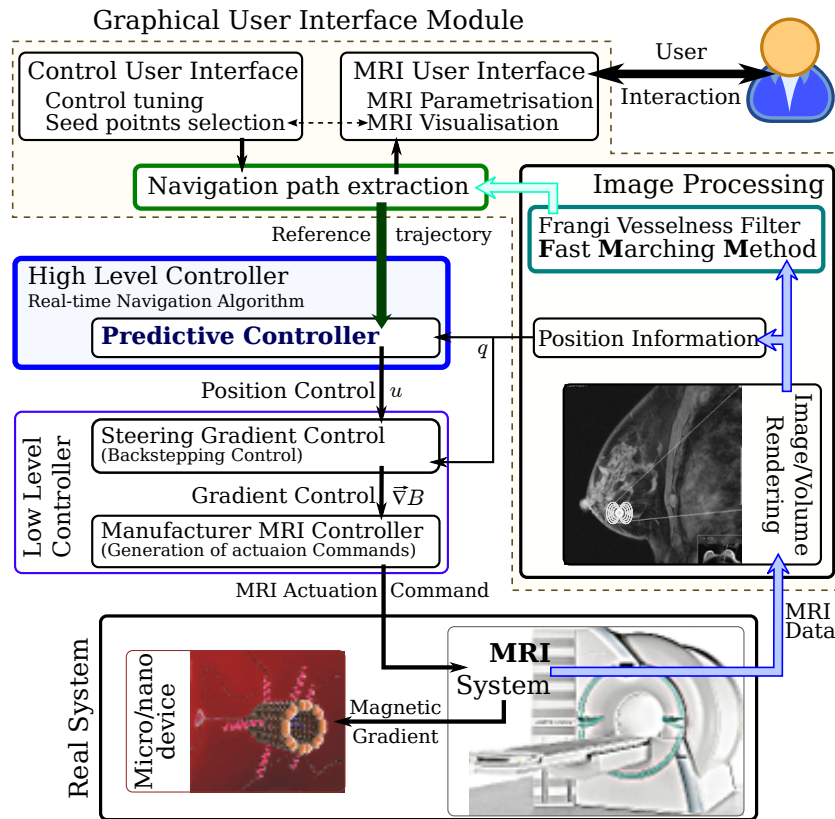 Graphical User Interface Module
Control User Interface
Control tuning
Seed poitnts selection
MRI User Interface
MRI Parametrisation
MRI Visualisation
User
Interaction
Navigation path extraction
Image Processing
Frangi Vesselness Filter
Fast Marching Method
Reference trajectory
High Level Controller
Real-time Navigation Algorithm
Predictive Controller
q
Position Information
Position Control u
Low Level
Controller
Steering Gradient Control
(Backstepping Control)
Gradient Control ∇⃗B
Manufacturer MRI Controller
(Generation of actuaion Commands)
Image/Volume
Rendering
MRI Actuation Command
MRI
Data
Real System
Micro/nano
device
Magnetic
Gradient
MRI
System